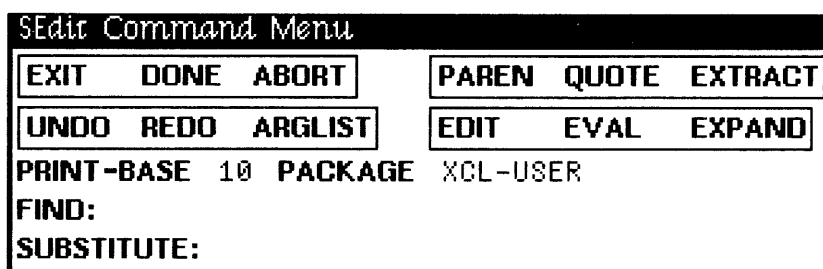 SEdit Command Menu
EXIT DONE ABORT PAREN QUOTE EXTRACT
UNDO REDO ARGLIST EDIT EVAL EXPAND
PRINT-BASE 10 PACKAGE XCL-USER
FIND:
SUBSTITUTE: